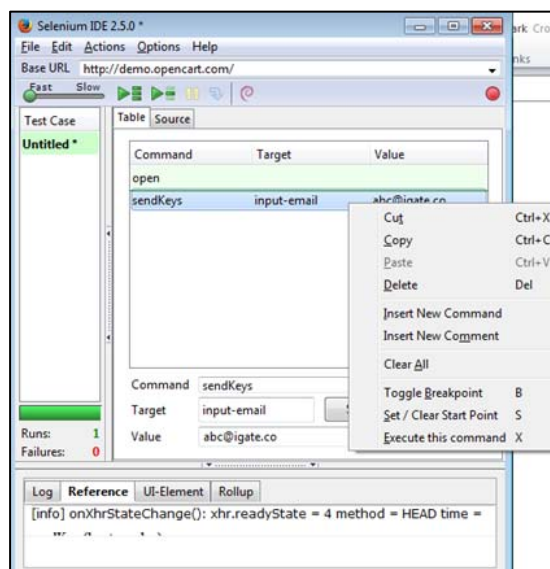 Selenium IDE 2.5.0 *
File Edit Actions Options Help
Base URL http://demo.opencart.com/
Fast Slow
Test Case
Untitled *
Table Source
Command Target Value
open
sendKeys input-email abc@igate.co
Cut Ctrl+X
Copy Ctrl+C
Paste Ctrl+V
Delete Del
Insert New Command
Insert New Comment
Clear All
Toggle Breakpoint B
Set / Clear Start Point S
Execute this command X
Command sendKeys
Target input-email
Value abc@igate.co
Runs: 1
Failures: 0
Log Reference UI-Element Rollup
[info] onXhrStateChange(): xhr.readyState = 4 method = HEAD time =